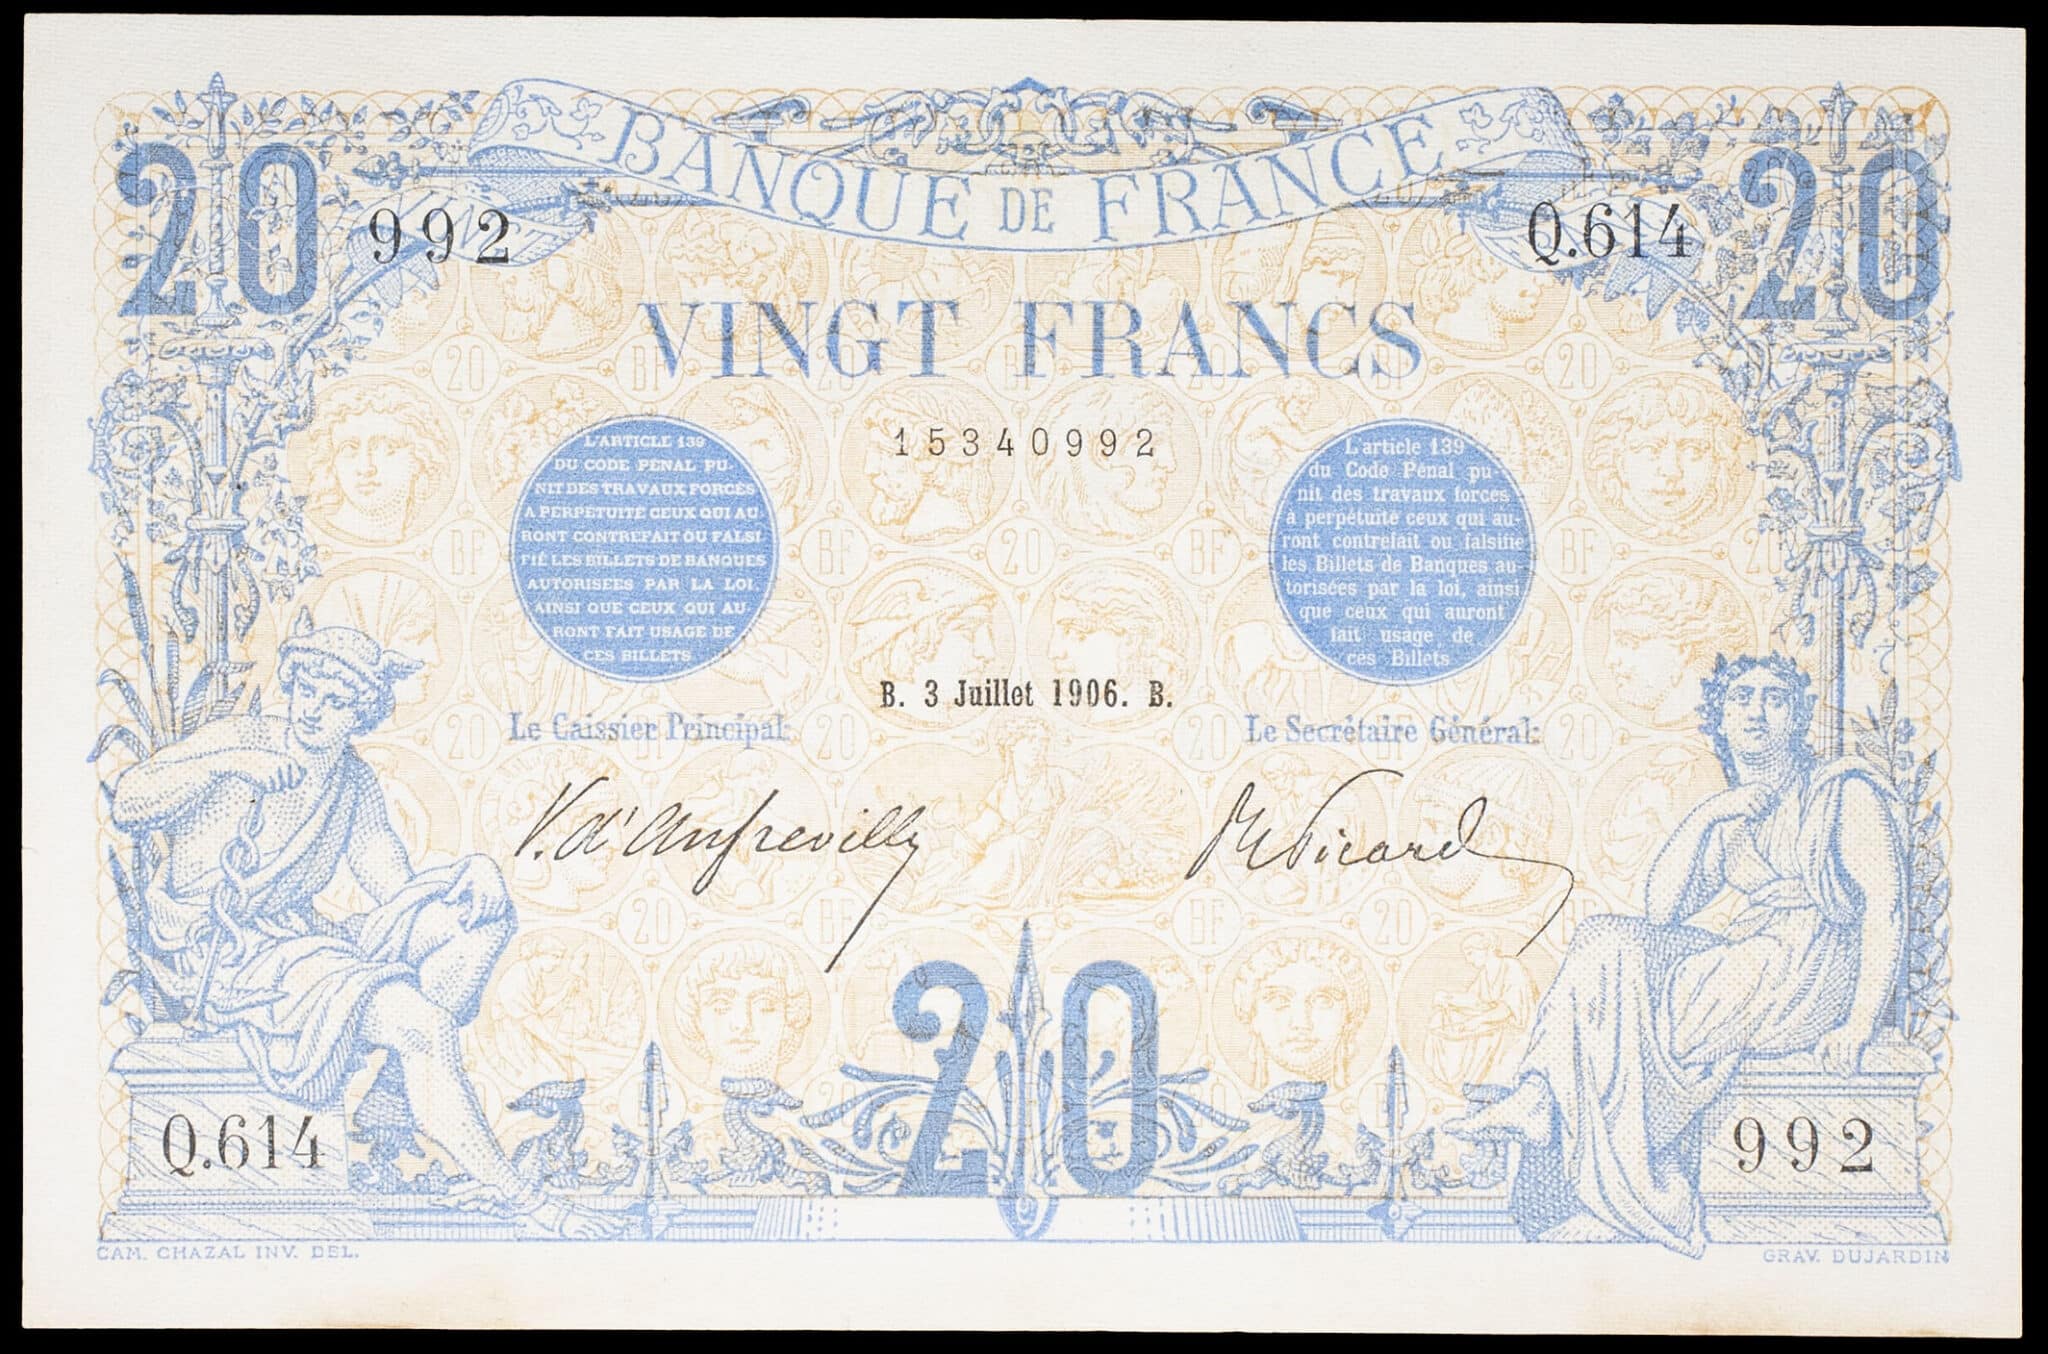 BANQUE DE FRANCE
20
20
992
Q.614
VINGT FRANCS
15340992
L'ARTICLE 139
DU CODE PENAL PU-
NIT DES TRAVAUX FORCES
A PERPETUITE CEUX QUI AU
RONT CONTREFAIT OU FALSI
FIÉ LES BILLETS DE BANQUES
AUTORISEES PAR LA LOI
AINSI QUE CEUX QUI AU-
RONT FAIT USAGE DE
CES BILLETS
L'article 139
du Code Pénal pu-
nit des travaux forcés
à perpétuité ceux qui au-
ront contrefait ou falsifié
les Billets de Banques au-
torisées par la loi, ainsi
que ceux qui auront
fait usage de
ces Billets
B. 3 Juillet 1906. B.
Le Caissier Principal:
Le Secrétaire Général:
V. d'Anfreville
Picard
20
Q.614
992
CAM. CHAZAL INV. DEL.
GRAV. DUJARDIN